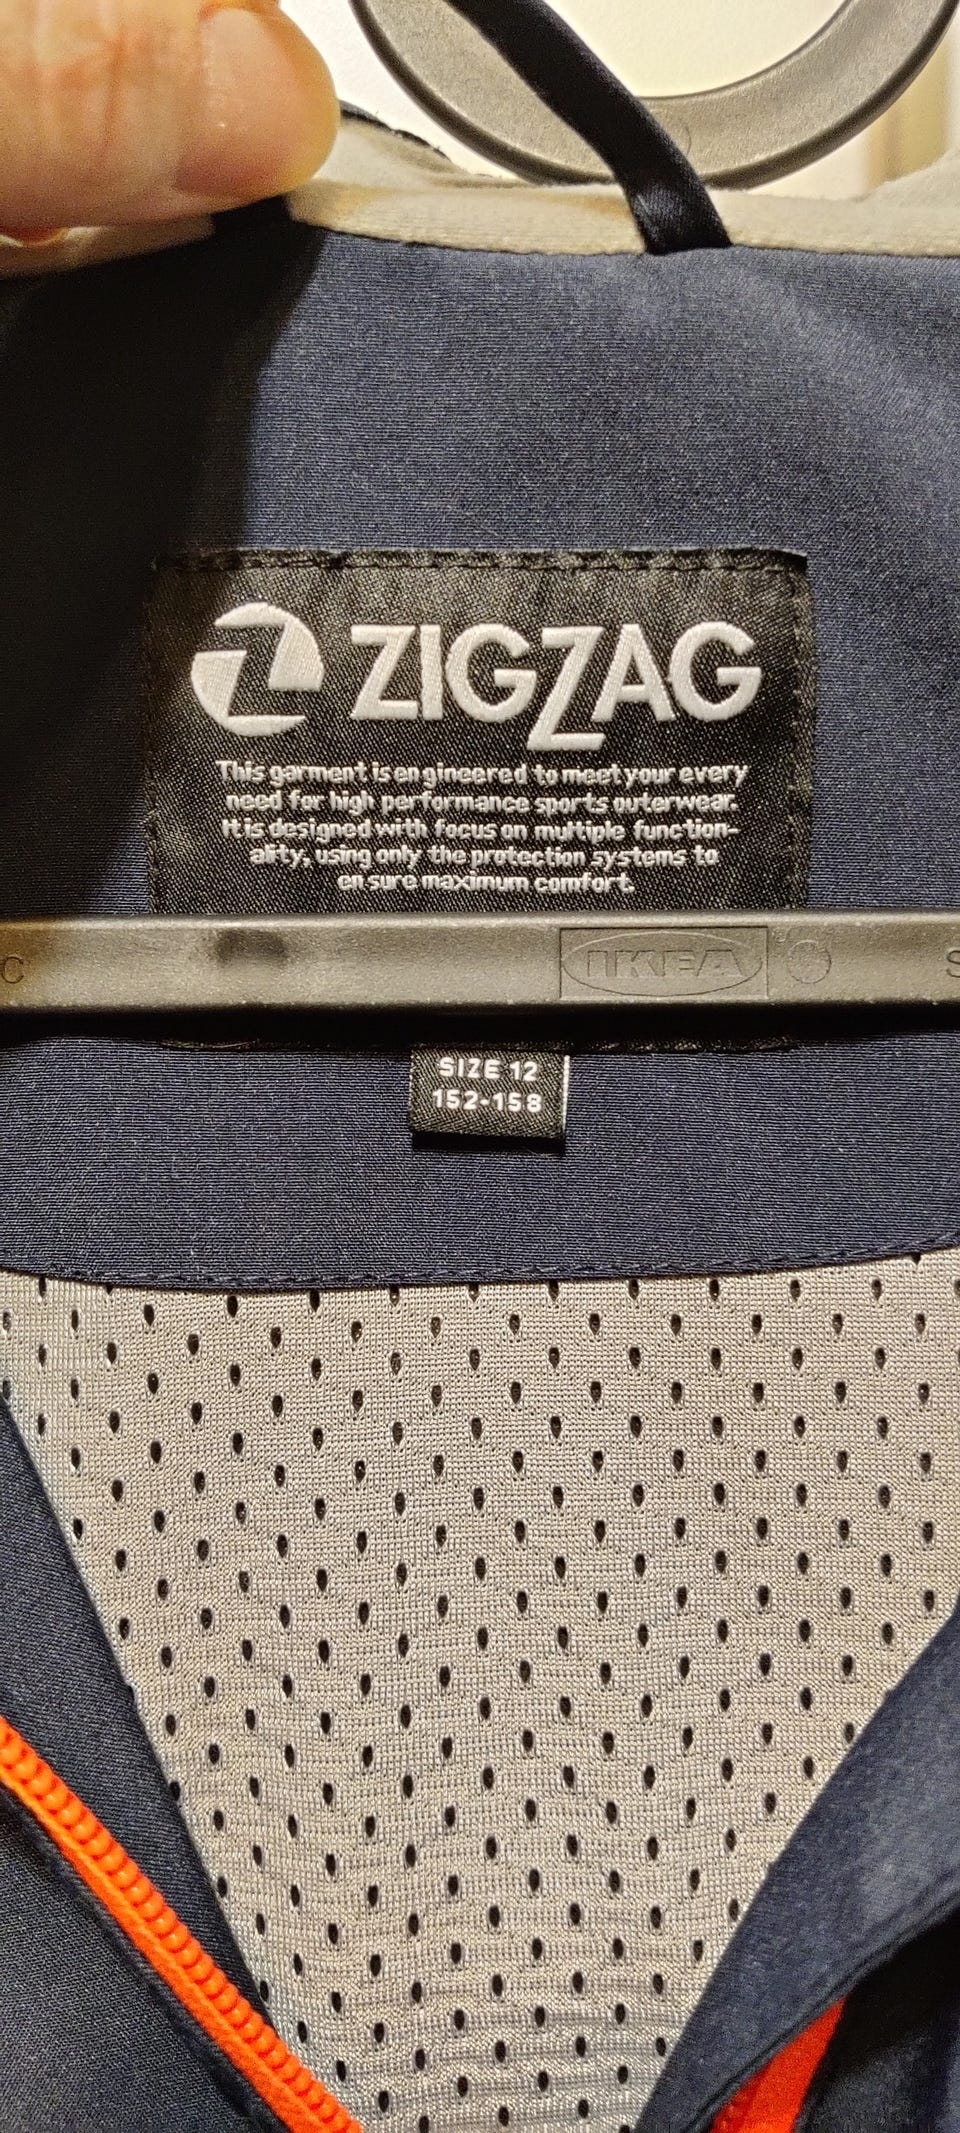 ZIGZAG
This garment is engineered to meet your every
need for high performance sports outerwear.
It is designed with focus on multiple function-
ality, using only the protection systems to
ensure maximum comfort.
C
IKEA
S
SIZE 12
152-158